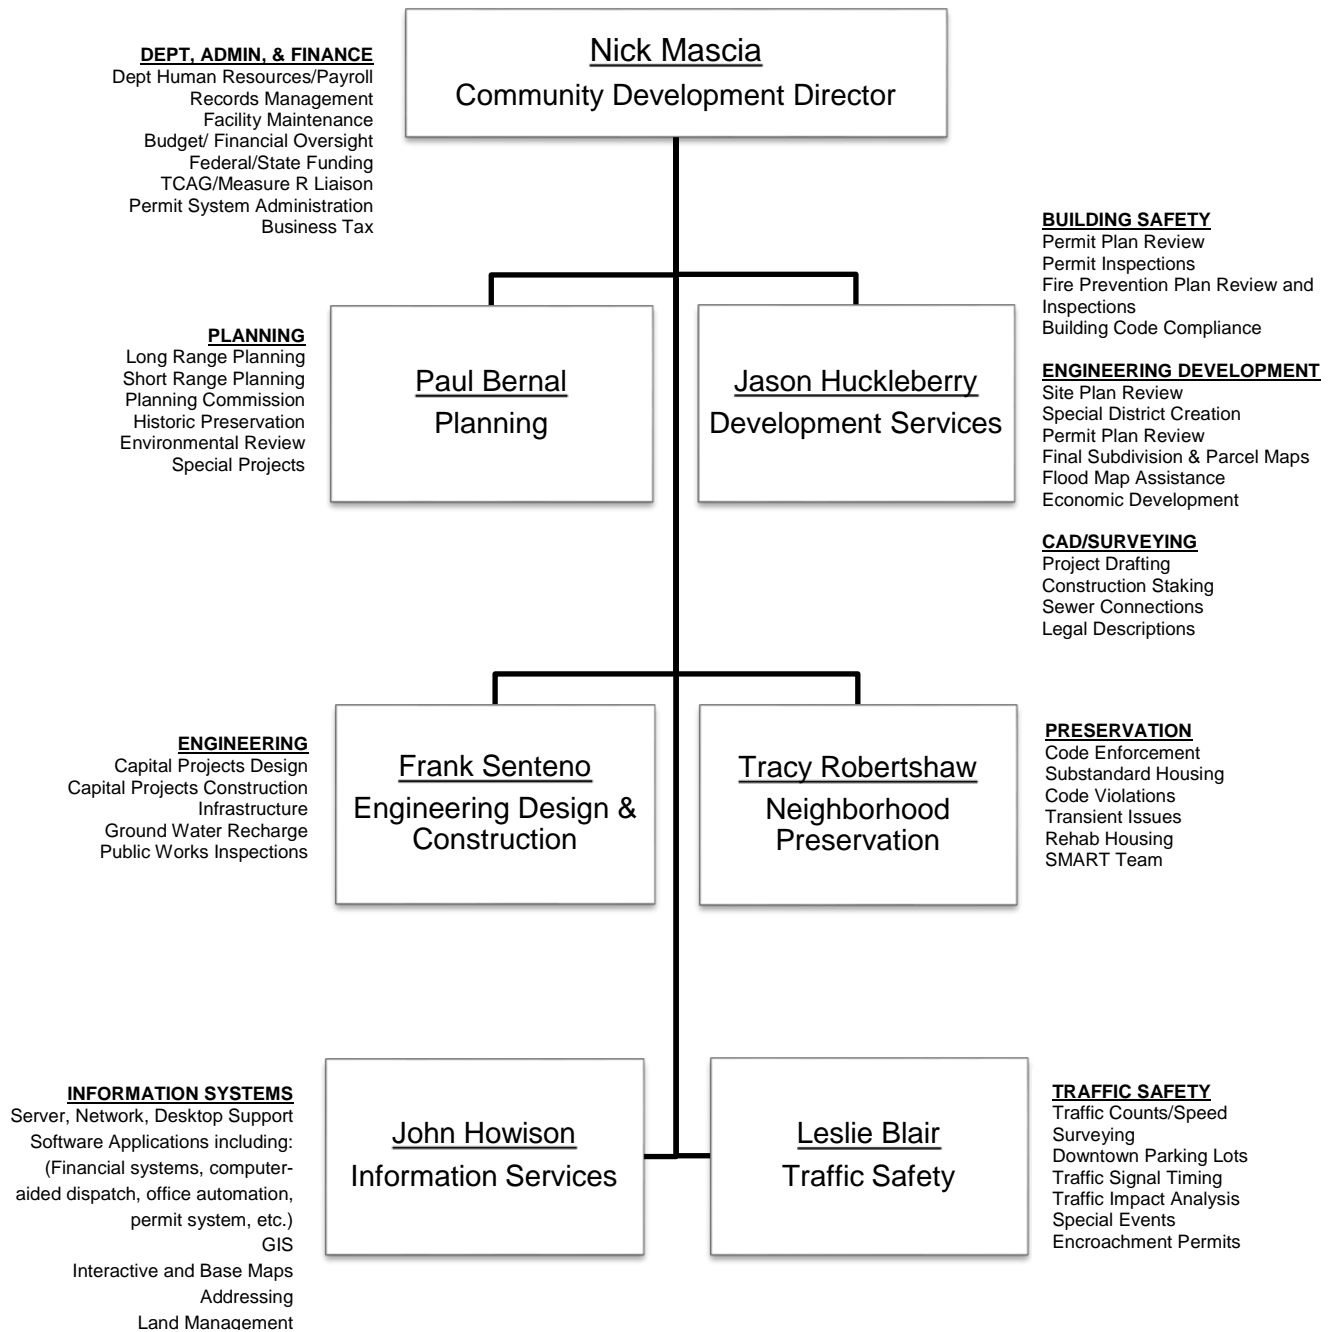 DEPT, ADMIN, & FINANCE
Dept Human Resources/Payroll
Records Management
Facility Maintenance
Budget/ Financial Oversight
Federal/State Funding
TCAG/Measure R Liaison
Permit System Administration
Business Tax
Nick Mascia
Community Development Director
PLANNING
Long Range Planning
Short Range Planning
Planning Commission
Historic Preservation
Environmental Review
Special Projects
Paul Bernal
Planning
Jason Huckleberry
Development Services
BUILDING SAFETY
Permit Plan Review
Permit Inspections
Fire Prevention Plan Review and
Inspections
Building Code Compliance
ENGINEERING DEVELOPMENT
Site Plan Review
Special District Creation
Permit Plan Review
Final Subdivision & Parcel Maps
Flood Map Assistance
Economic Development
CAD/SURVEYING
Project Drafting
Construction Staking
Sewer Connections
Legal Descriptions
ENGINEERING
Capital Projects Design
Capital Projects Construction
Infrastructure
Ground Water Recharge
Public Works Inspections
Frank Senteno
Engineering Design &
Construction
Tracy Robertshaw
Neighborhood
Preservation
PRESERVATION
Code Enforcement
Substandard Housing
Code Violations
Transient Issues
Rehab Housing
SMART Team
INFORMATION SYSTEMS
Server, Network, Desktop Support
Software Applications including:
(Financial systems, computer-
aided dispatch, office automation,
permit system, etc.)
GIS
Interactive and Base Maps
Addressing
Land Management
John Howison
Information Services
Leslie Blair
Traffic Safety
TRAFFIC SAFETY
Traffic Counts/Speed
Surveying
Downtown Parking Lots
Traffic Signal Timing
Traffic Impact Analysis
Special Events
Encroachment Permits